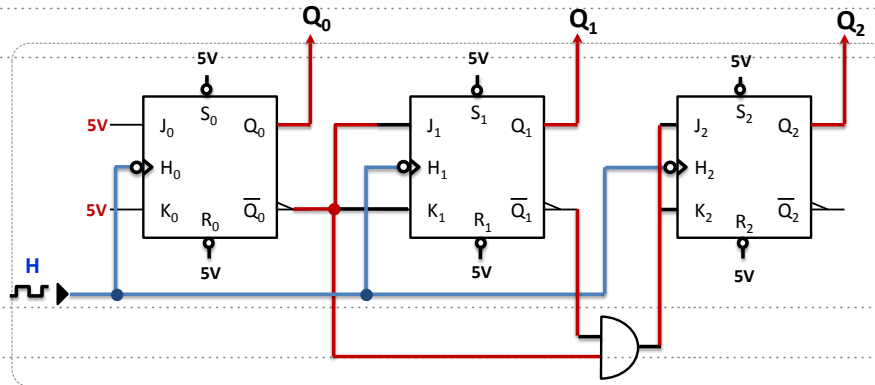 Q0 Q1 Q2
5V 5V 5V
S0 S1 S2
5V J0 Q0 J1 Q1 J2 Q2
H0 H1 H2
5V K0 Q̅0 K1 Q̅1 K2 Q̅2
R0 R1 R2
H 5V 5V 5V